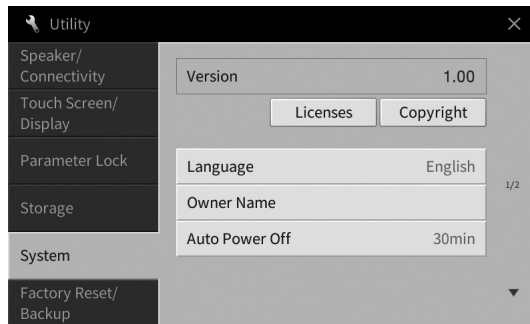 Utility
Speaker/
Connectivity
Touch Screen/
Display
Parameter Lock
Storage
System
Factory Reset/
Backup
Version 1.00
Licenses Copyright
Language English
Owner Name
Auto Power Off 30min
1/2